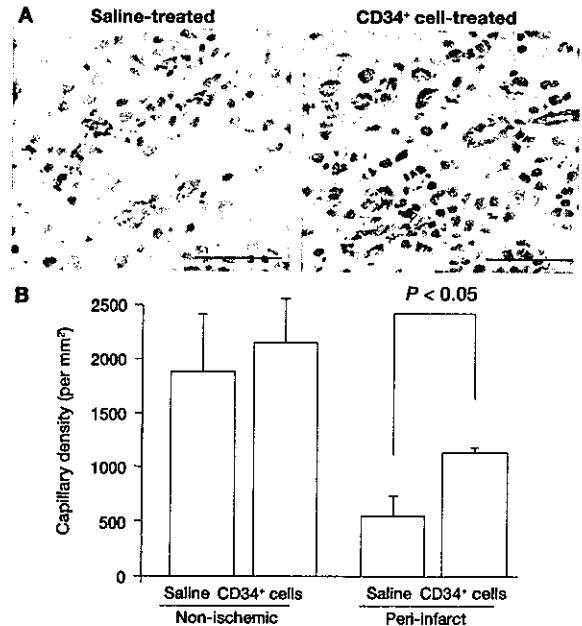 A
Saline-treated
CD34⁺ cell-treated
B
P < 0.05
Capillary density (per mm²)
2500
2000
1500
1000
500
0
Saline CD34⁺ cells
Saline CD34⁺ cells
Non-ischemic
Peri-infarct